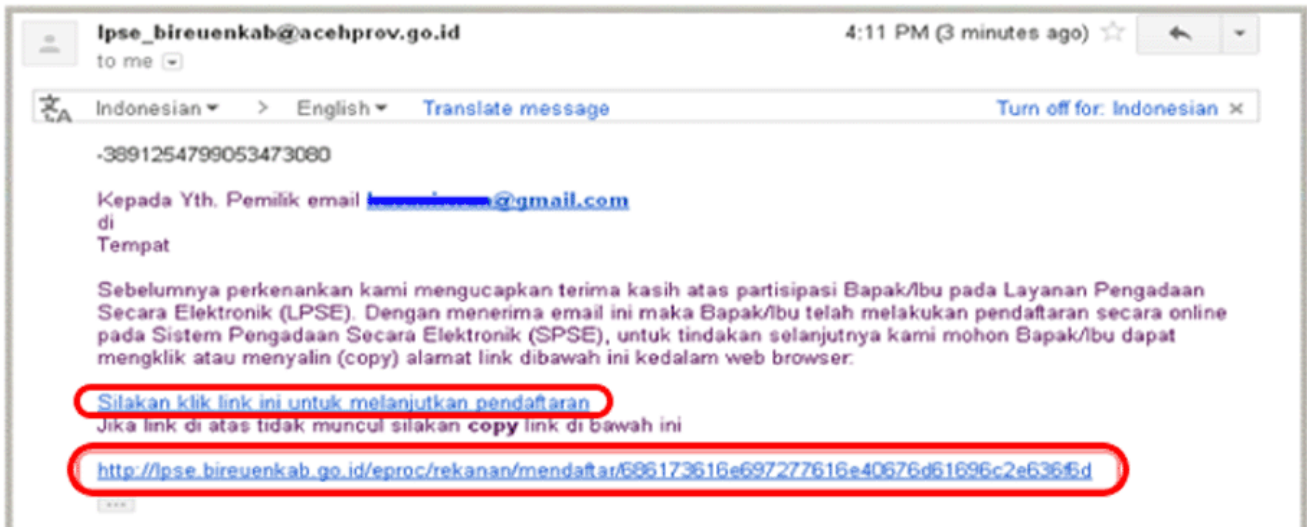 lpse_bireuenkab@acehprov.go.id
4:11 PM (3 minutes ago)
to me
Indonesian > English Translate message Turn off for: Indonesian ×
-3891254799053473080
Kepada Yth. Pemilik email @gmail.com
di
Tempat
Sebelumnya perkenankan kami mengucapkan terima kasih atas partisipasi Bapak/Ibu pada Layanan Pengadaan
Secara Elektronik (LPSE). Dengan menerima email ini maka Bapak/Ibu telah melakukan pendaftaran secara online
pada Sistem Pengadaan Secara Elektronik (SPSE), untuk tindakan selanjutnya kami mohon Bapak/Ibu dapat
mengklik atau menyalin (copy) alamat link dibawah ini kedalam web browser:
Silakan klik link ini untuk melanjutkan pendaftaran
Jika link di atas tidak muncul silakan copy link di bawah ini
http://lpse.bireuenkab.go.id/eproc/rekanan/mendaftar/686173616e697277616e40676d61696c2e636f6d